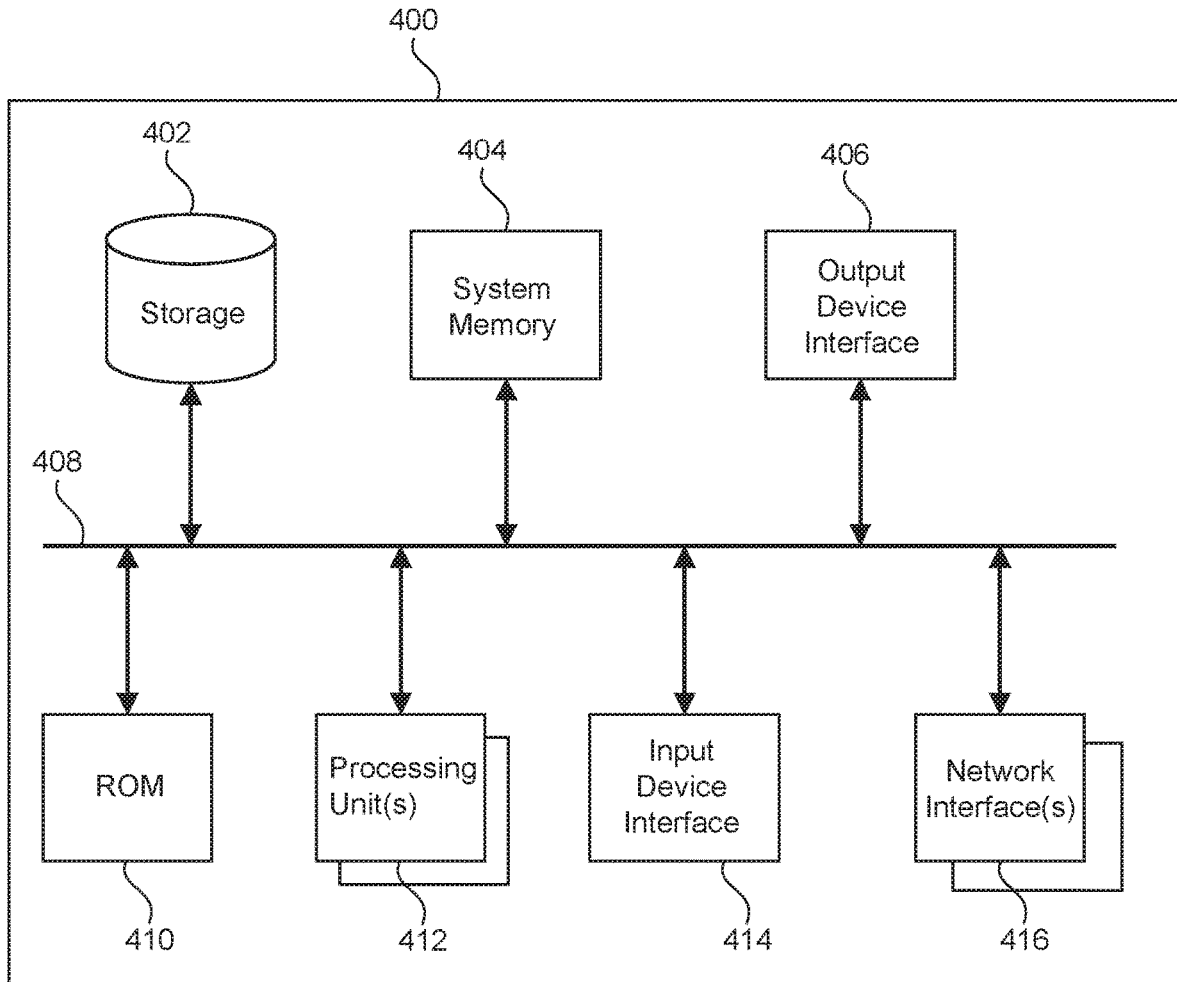 400
402
404
406
Storage
System
Memory
Output
Device
Interface
408
ROM
Processing
Unit(s)
Input
Device
Interface
Network
Interface(s)
410
412
414
416